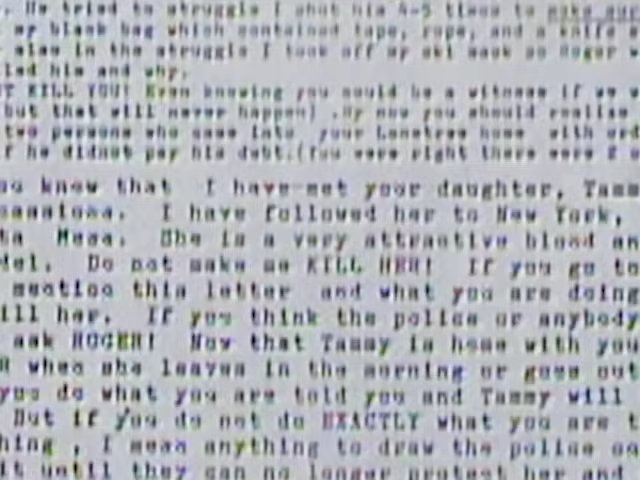 . He tried to struggle I shot him 4-5 times to make sure
my black bag which contained tape, rope, and a knife
also in the struggle I took off my ski mask so Roger
him and why.
KILL YOU! Even knowing you would be a witness if we
but that will never happen) .By now you should realize
two persons who came into your Lonetree home with
f he didnot pay his debt.(You were right there were 2
know that I have met your daughter, Tammy
I have followed her to New York,
Mesa. She is a very attractive blond an
del. Do not make me KILL HER! If you go to
mention this letter and what you are doing
ill her. If you think the police or anybody
ask ROGER! Now that Tammy is home with you
when she leaves in the morning or goes out
you do what you are told you and Tammy will
But if you do not do EXACTLY what you are t
hing , I mean anything to draw the police
it until they can no longer protect her and